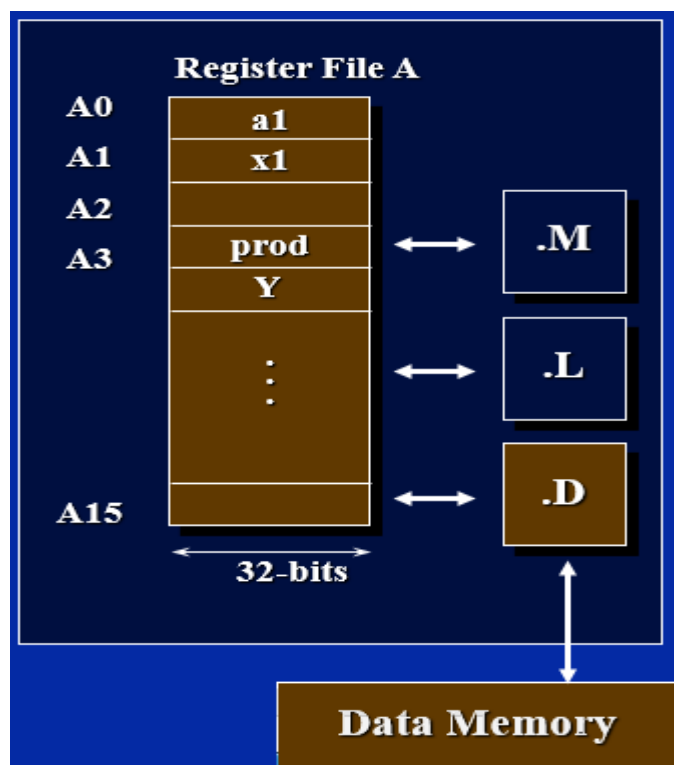 Register File A
A0
a1
A1
x1
A2
A3
prod
.M
Y
.L
A15
.D
32-bits
Data Memory